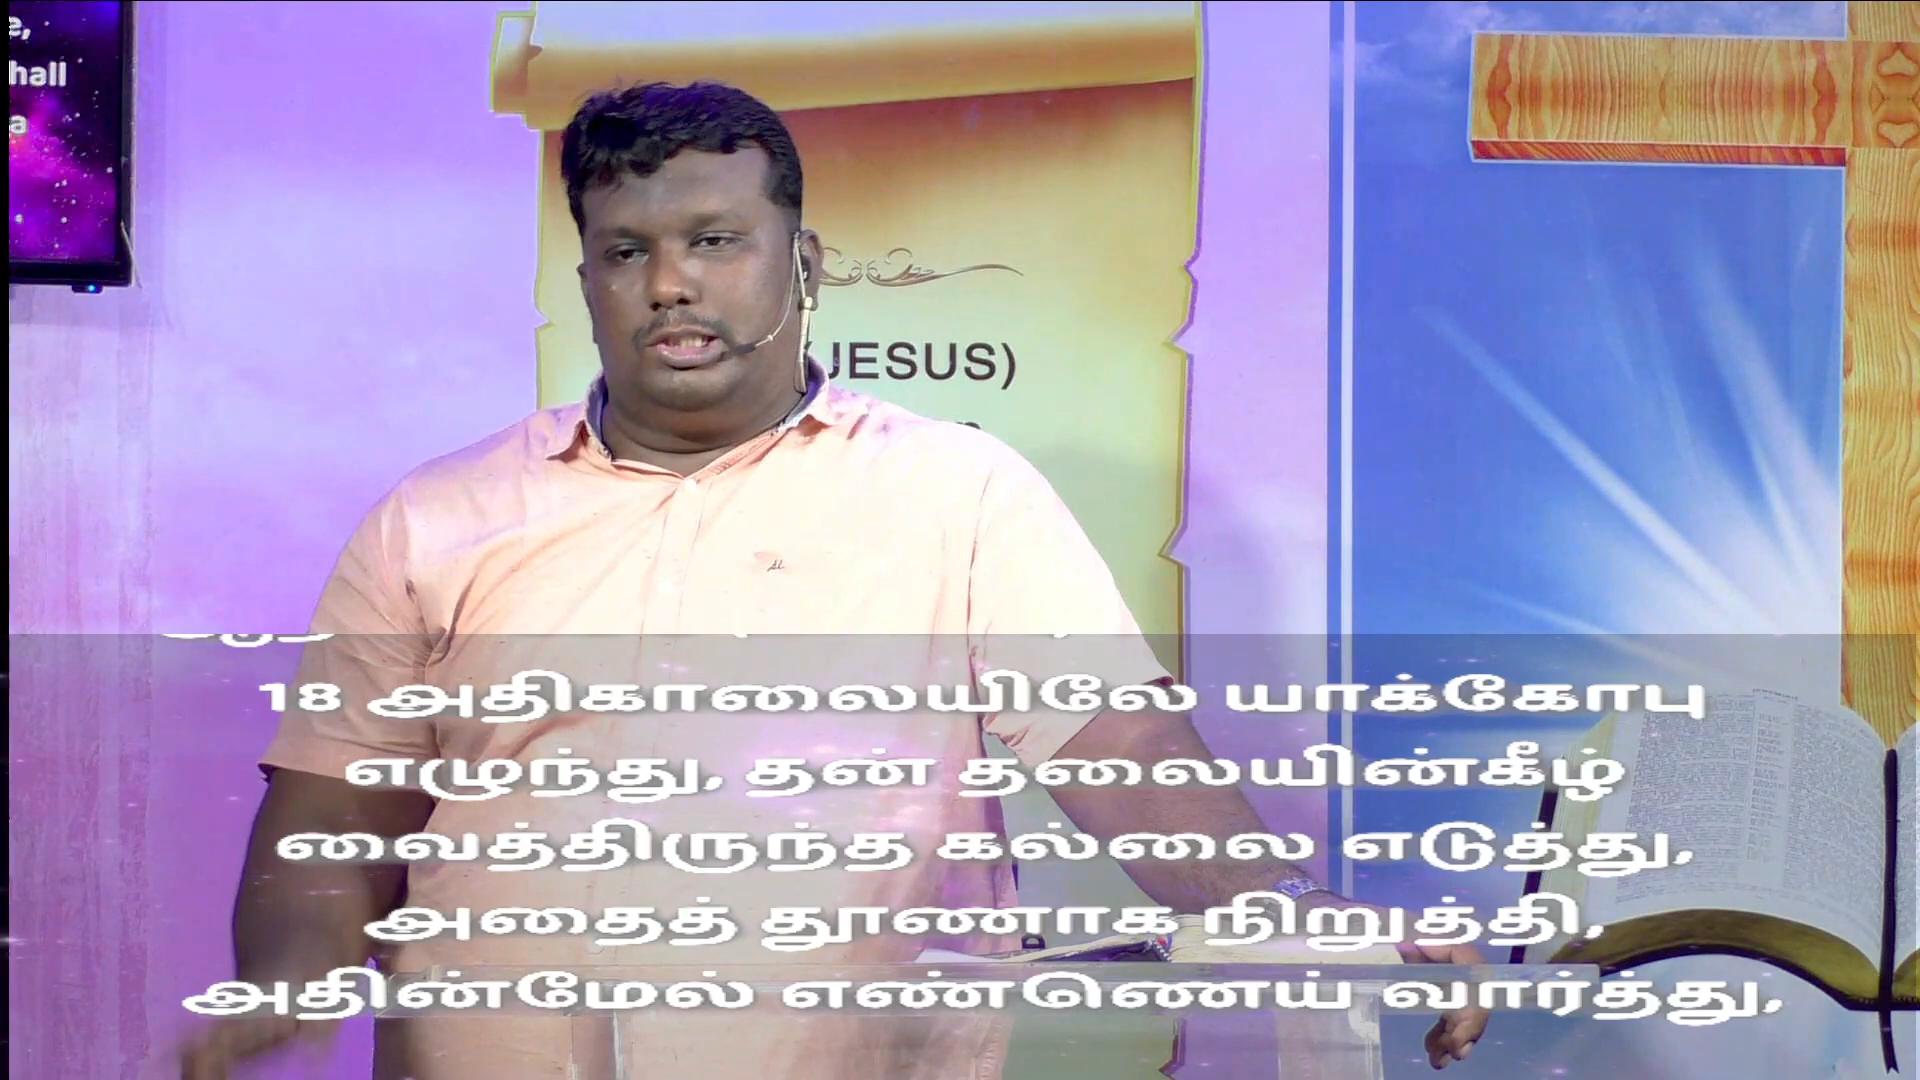 e,
hall
a
(JESUS)
18 அதிகாலையிலே யாக்கோபு
எழுந்து, தன் தலையின்கீழ்
வைத்திருந்த கல்லை எடுத்து,
அதைத் தூணாக நிறுத்தி,
அதின்மேல் எண்ணெய் வார்த்து,